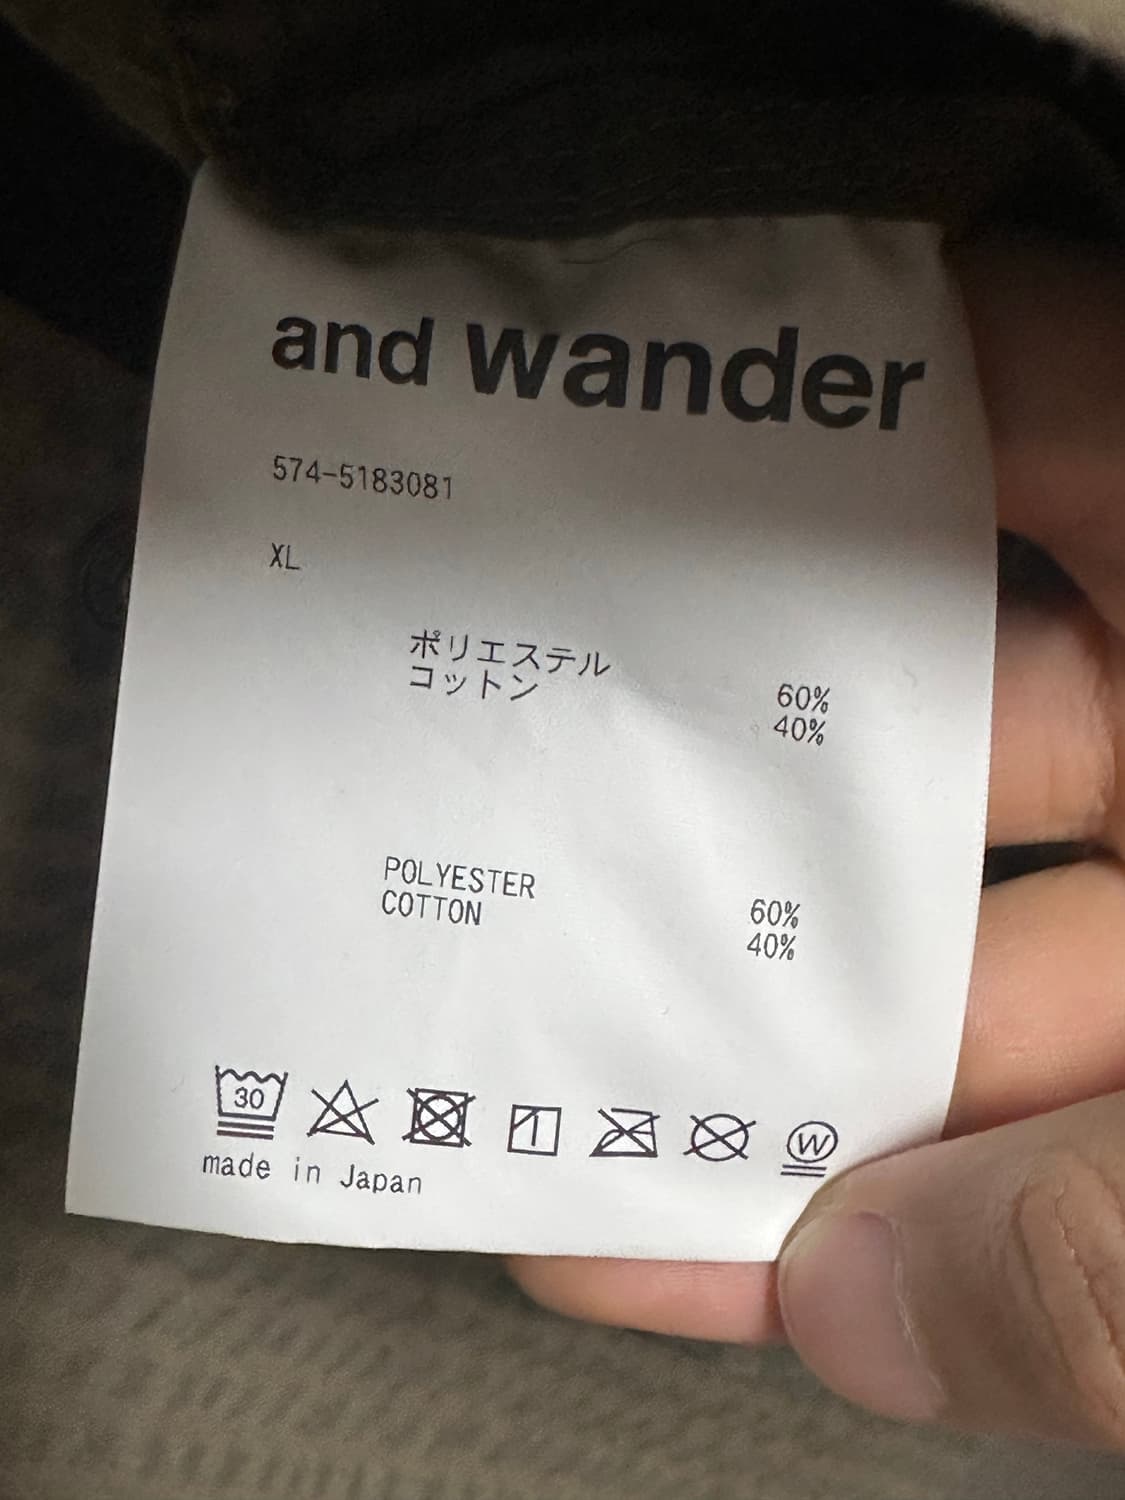 and wander
574-5183081
XL
ポリエステル 60%
コットン 40%
POLYESTER 60%
COTTON 40%
30
W
made in Japan